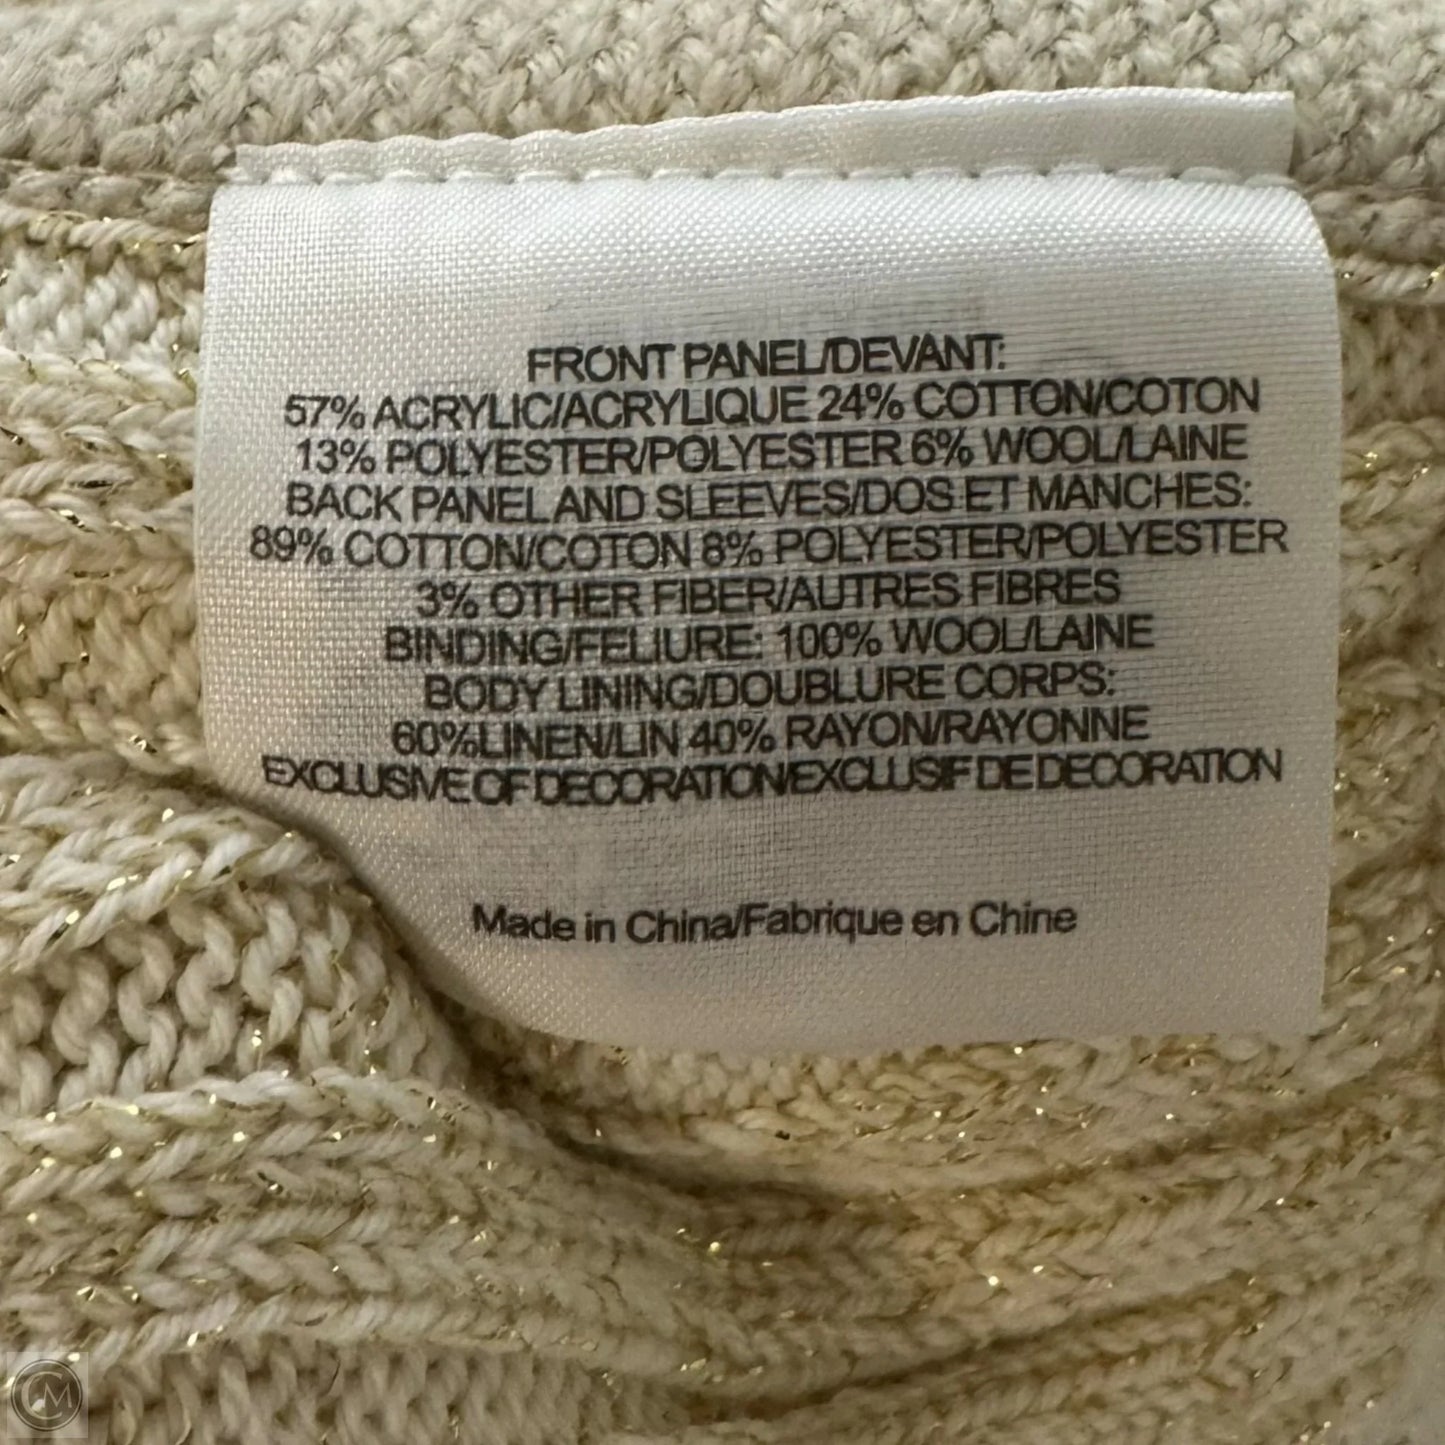 FRONT PANEL/DEVANT:
57% ACRYLIC/ACRYLIQUE 24% COTTON/COTON
13% POLYESTER/POLYESTER 6% WOOL/LAINE
BACK PANEL AND SLEEVES/DOS ET MANCHES:
89% COTTON/COTON 8% POLYESTER/POLYESTER
3% OTHER FIBER/AUTRES FIBRES
BINDING/FELIURE: 100% WOOL/LAINE
BODY LINING/DOUBLURE CORPS:
60%LINEN/LIN 40% RAYON/RAYONNE
EXCLUSIVE OF DECORATION/EXCLUSIF DE DECORATION
Made in China/Fabrique en Chine
CM